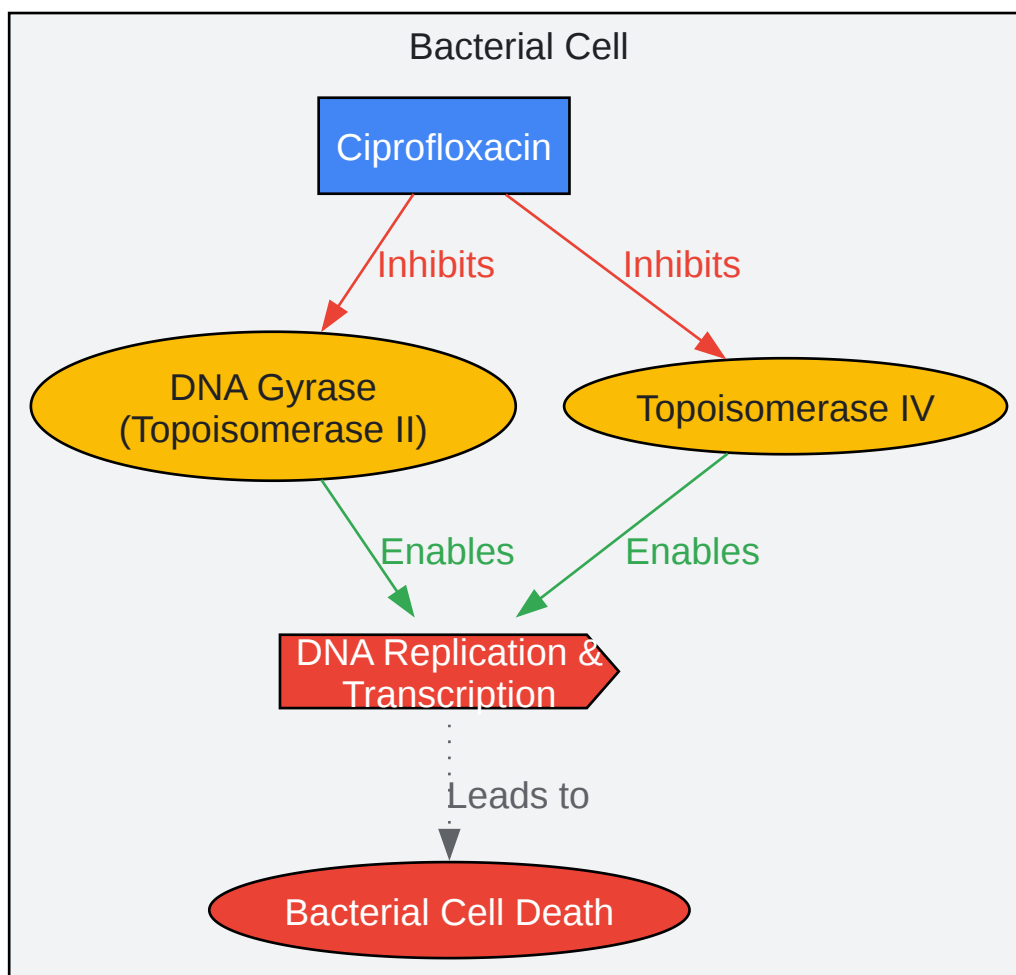 Bacterial Cell
Ciprofloxacin
Inhibits
Inhibits
DNA Gyrase
(Topoisomerase II)
Topoisomerase IV
Enables
Enables
DNA Replication &
Transcription
Leads to
Bacterial Cell Death